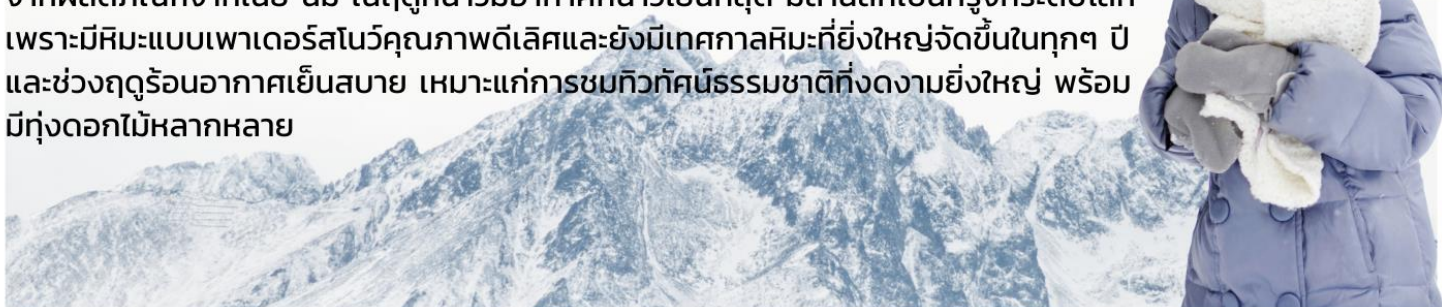 เพราะมีหิมะแบบเพาเดอร์สโนว์คุณภาพดีเลิศและยังมีเทศกาลหิมะที่ยิ่งใหญ่จัดขึ้นในทุกๆ ปี
และช่วงฤดูร้อนอากาศเย็นสบาย เหมาะแก่การชมทิวทัศน์ธรรมชาติที่งดงามยิ่งใหญ่ พร้อม
มีทุ่งดอกไม้หลากหลาย